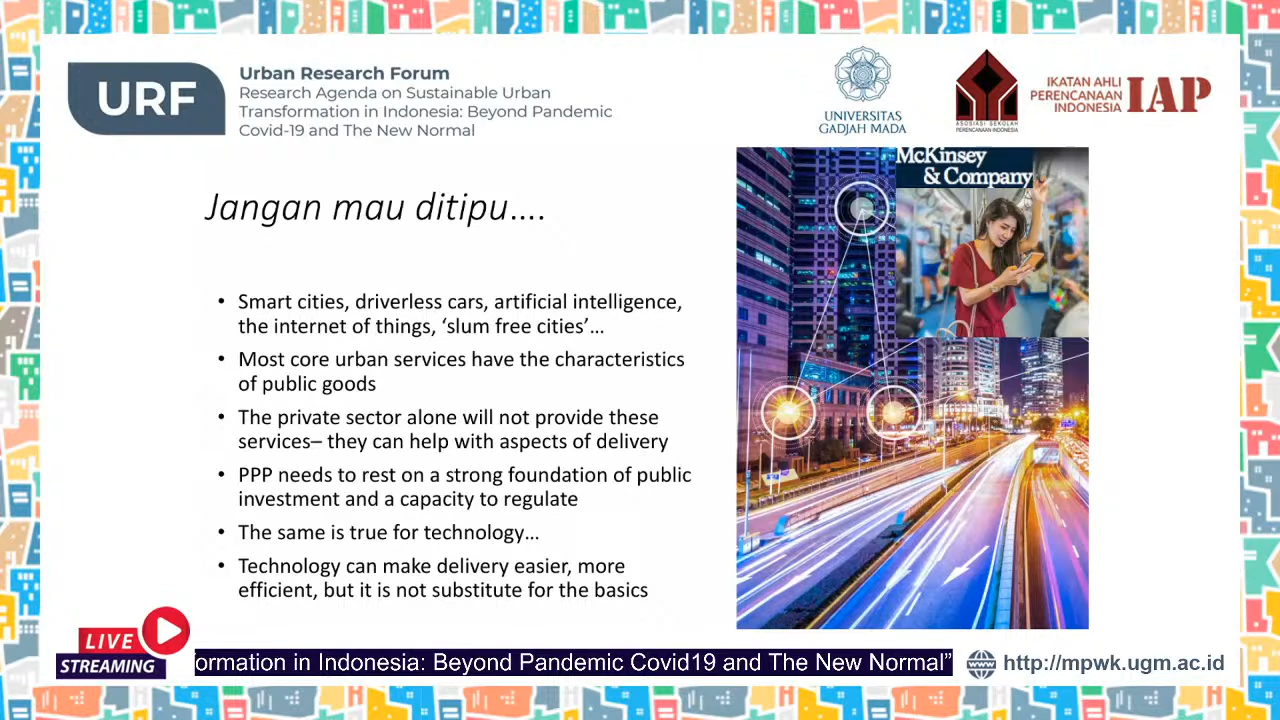 URF
Urban Research Forum
Research Agenda on Sustainable Urban
Transformation in Indonesia: Beyond Pandemic
Covid-19 and The New Normal
UNIVERSITAS
GADJAH MADA
ASOSIASI SEKOLAH
PERENCANAAN INDONESIA
IKATAN AHLI
PERENCANAAN
INDONESIA
IAP
Jangan mau ditipu....
McKinsey
& Company
• Smart cities, driverless cars, artificial intelligence,
the internet of things, ‘slum free cities’...
• Most core urban services have the characteristics
of public goods
• The private sector alone will not provide these
services– they can help with aspects of delivery
• PPP needs to rest on a strong foundation of public
investment and a capacity to regulate
• The same is true for technology...
• Technology can make delivery easier, more
efficient, but it is not substitute for the basics
LIVE
STREAMING
ormation in Indonesia: Beyond Pandemic Covid19 and The New Normal”
http://mpwk.ugm.ac.id